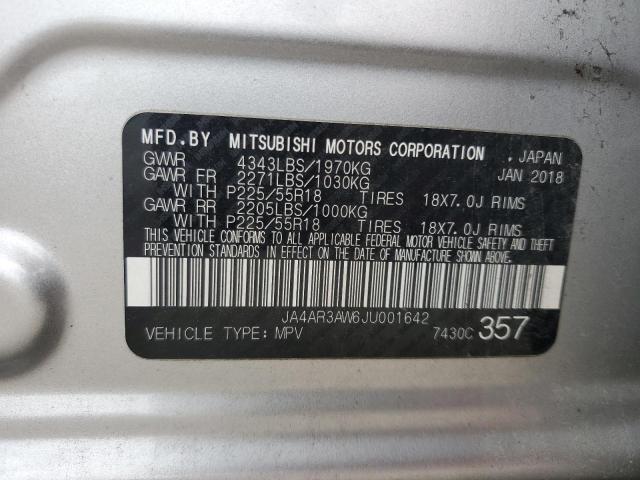 MFD.BY MITSUBISHI MOTORS CORPORATION , JAPAN
GVWR 4343LBS/1970KG JAN 2018
GAWR FR 2271LBS/1030KG
WITH P225/55R18 TIRES 18X7.0J RIMS
GAWR RR 2205LBS/1000KG
WITH P225/55R18 TIRES 18X7.0J RIMS
THIS VEHICLE CONFORMS TO ALL APPLICABLE FEDERAL MOTOR VEHICLE SAFETY AND THEFT
PREVENTION STANDARDS IN EFFECT ON THE DATE OF MANUFACTURE SHOWN ABOVE.
JA4AR3AW6JU001642
VEHICLE TYPE: MPV 7430C 357